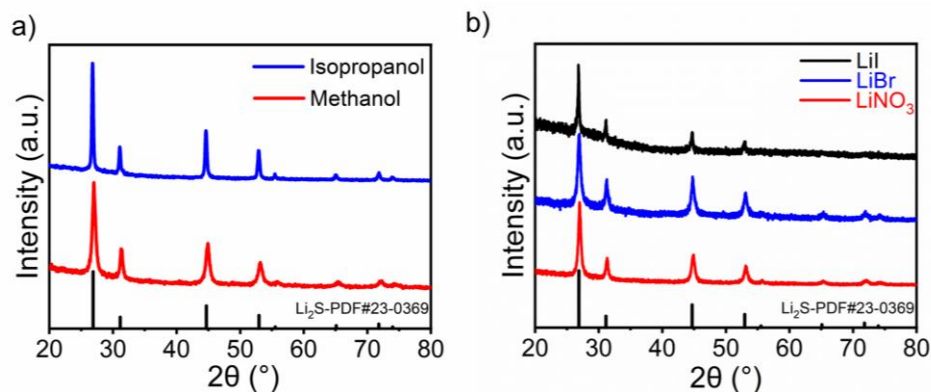 a)
Intensity (a.u.)
Isopropanol
Methanol
Li₂S-PDF#23-0369
20 30 40 50 60 70 80
2θ (°)
b)
Intensity (a.u.)
LiI
LiBr
LiNO₃
Li₂S-PDF#23-0369
20 30 40 50 60 70 80
2θ (°)